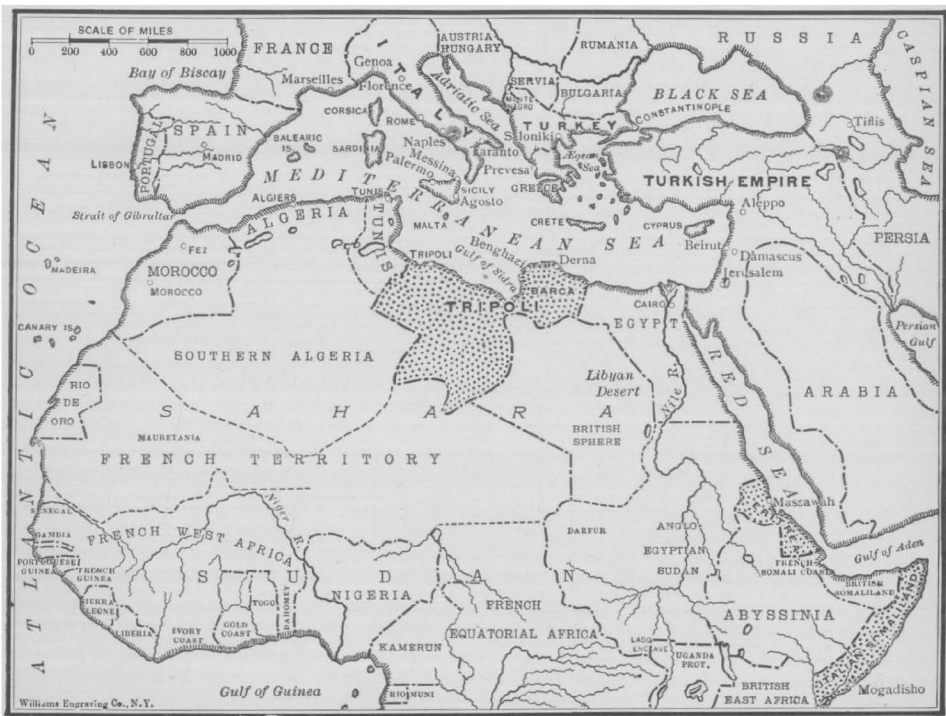 SCALE OF MILES
0 200 400 600 800 1000
FRANCE
Bay of Biscay
Marseilles
Genoa
Florence
ITALY
AUSTRIA
HUNGARY
RUMANIA
RUSSIA
CASPIAN SEA
Adriatic Sea
SERVIA
MONTE
NEGRO
BULGARIA
BLACK SEA
CONSTANTINOPLE
Tiflis
PORTUGAL
SPAIN
LISBON
MADRID
BALEARIC
IS
CORSICA
SARDINIA
ROME
Naples
TURKEY
Saloniki
Taranto
Messina
Palermo
Prevesa
SICILY
Agosto
GREECE
Ægean
Sea
TURKISH EMPIRE
Aleppo
PERSIA
Strait of Gibraltar
MEDITERRANEAN SEA
ALGIERS
TUNIS
MALTA
CRETE
CYPRUS
Beirut
Damascus
Jerusalem
ATLANTIC OCEAN
FEZ
MOROCCO
MOROCCO
MADEIRA
CANARY IS
ALGERIA
TUNIS
TRIPOLI
Benghazi
Gulf of Sidra
Derna
BARCA
TRIPOLI
CAIRO
EGYPT
Nile R.
RED SEA
Persian
Gulf
ARABIA
SOUTHERN ALGERIA
Libyan
Desert
RIO
DE
ORO
SAHARA
BRITISH
SPHERE
MAURETANIA
FRENCH TERRITORY
Massawah
SENEGAL
GAMBIA
PORTUGUESE
GUINEA
FRENCH
GUINEA
SIERRA
LEONE
LIBERIA
FRENCH WEST AFRICA
Niger R.
SUDAN
IVORY
COAST
GOLD
COAST
TOGO
DAHOMEY
NIGERIA
KAMERUN
RIO MUNI
FRENCH
EQUATORIAL AFRICA
DARFUR
ANGLO
EGYPTIAN
SUDAN
FRENCH
SOMALI COAST
Gulf of Aden
BRITISH
SOMALILAND
ITALIAN SOMALILAND
ABYSSINIA
LADO
ENCLAVE
UGANDA
PROT.
BRITISH
EAST AFRICA
Mogadisho
Gulf of Guinea
Williams Engraving Co., N.Y.